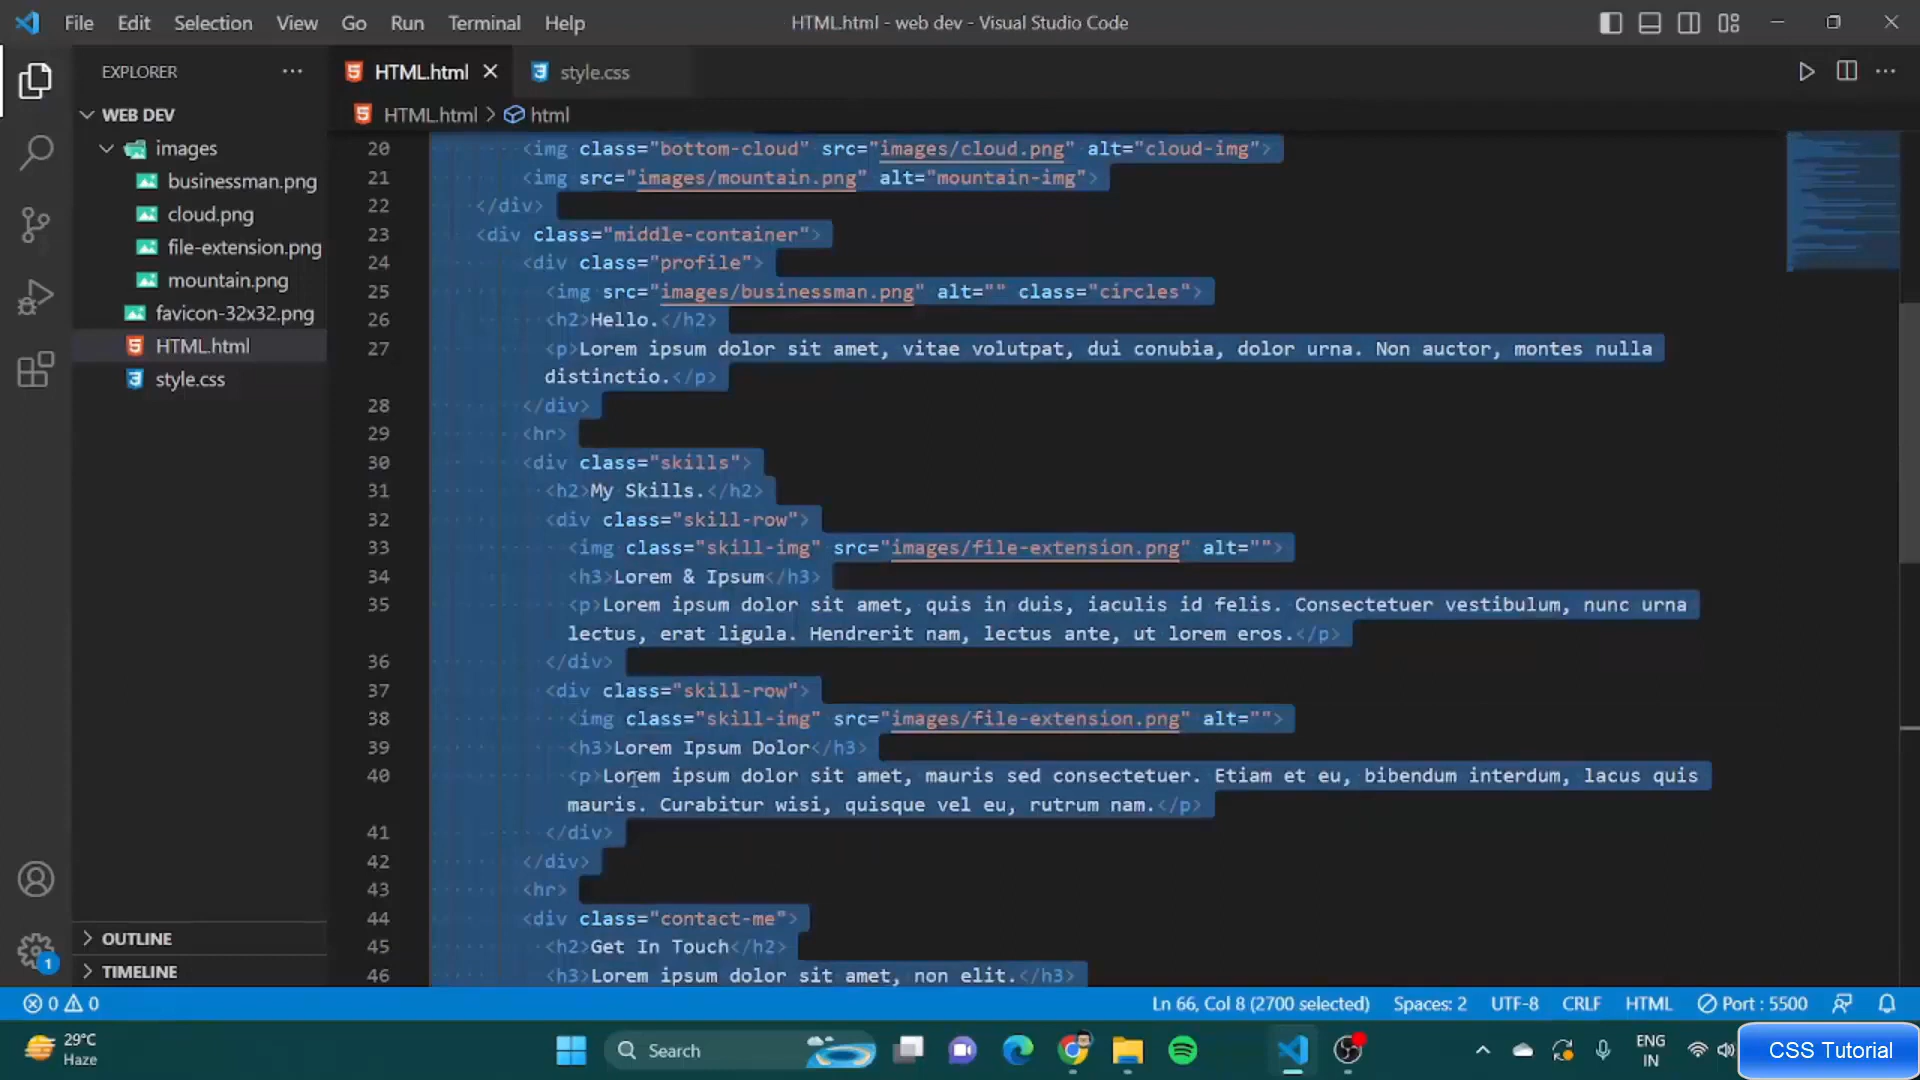 File Edit Selection View Go Run Terminal Help HTML.html - web dev - Visual Studio Code
EXPLORER
HTML.html
style.css
WEB DEV
HTML.html > html
images
businessman.png
cloud.png
file-extension.png
mountain.png
favicon-32x32.png
HTML.html
style.css
20 <img class="bottom-cloud" src="images/cloud.png" alt="cloud-img">
21 <img src="images/mountain.png" alt="mountain-img">
22 </div>
23 <div class="middle-container">
24 <div class="profile">
25 <img src="images/businessman.png" alt="" class="circles">
26 <h2>Hello.</h2>
27 <p>Lorem ipsum dolor sit amet, vitae volutpat, dui conubia, dolor urna. Non auctor, montes nulla
distinctio.</p>
28 </div>
29 <hr>
30 <div class="skills">
31 <h2>My Skills.</h2>
32 <div class="skill-row">
33 <img class="skill-img" src="images/file-extension.png" alt="">
34 <h3>Lorem & Ipsum</h3>
35 <p>Lorem ipsum dolor sit amet, quis in duis, iaculis id felis. Consectetuer vestibulum, nunc urna
lectus, erat ligula. Hendrerit nam, lectus ante, ut lorem eros.</p>
36 </div>
37 <div class="skill-row">
38 <img class="skill-img" src="images/file-extension.png" alt="">
39 <h3>Lorem Ipsum Dolor</h3>
40 <p>Lorem ipsum dolor sit amet, mauris sed consectetuer. Etiam et eu, bibendum interdum, lacus quis
mauris. Curabitur wisi, quisque vel eu, rutrum nam.</p>
41 </div>
42 </div>
43 <hr>
44 <div class="contact-me">
45 <h2>Get In Touch</h2>
46 <h3>Lorem ipsum dolor sit amet, non elit.</h3>
OUTLINE
TIMELINE
1
0 0 Ln 66, Col 8 (2700 selected) Spaces: 2 UTF-8 CRLF HTML Port : 5500
29°C
Haze
Search
ENG
IN
CSS Tutorial